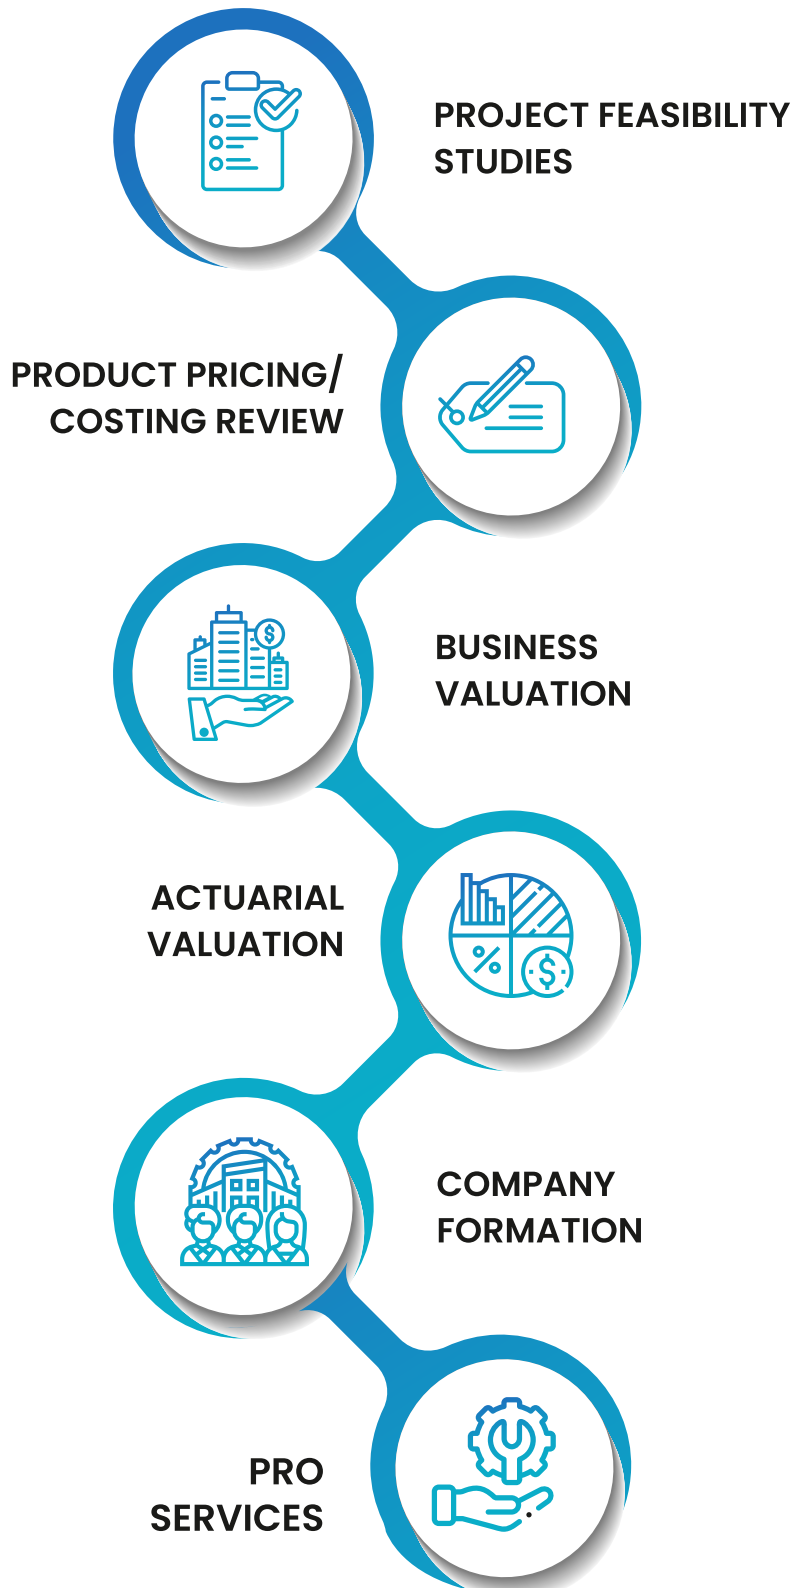 PROJECT FEASIBILITY
STUDIES
PRODUCT PRICING/
COSTING REVIEW
$
BUSINESS
VALUATION
ACTUARIAL
VALUATION
%
$
COMPANY
FORMATION
PRO
SERVICES